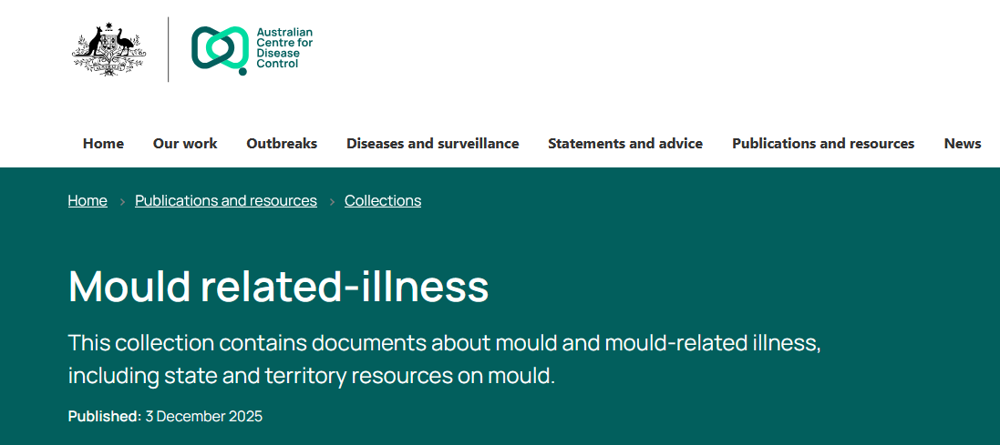 Australian
Centre for
Disease
Control
Home Our work Outbreaks Diseases and surveillance Statements and advice Publications and resources News
Home > Publications and resources > Collections
Mould related-illness
This collection contains documents about mould and mould-related illness,
including state and territory resources on mould.
Published: 3 December 2025